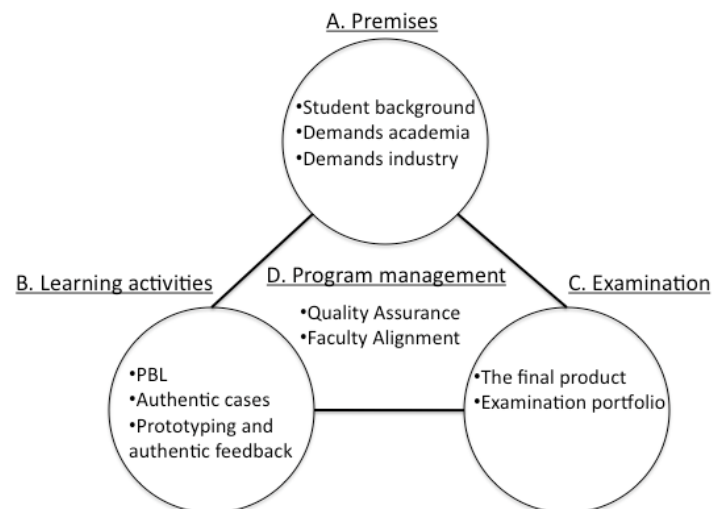 A. Premises
•Student background
•Demands academia
•Demands industry
B. Learning activities
D. Program management
C. Examination
•Quality Assurance
•Faculty Alignment
•PBL
•Authentic cases
•Prototyping and
authentic feedback
•The final product
•Examination portfolio